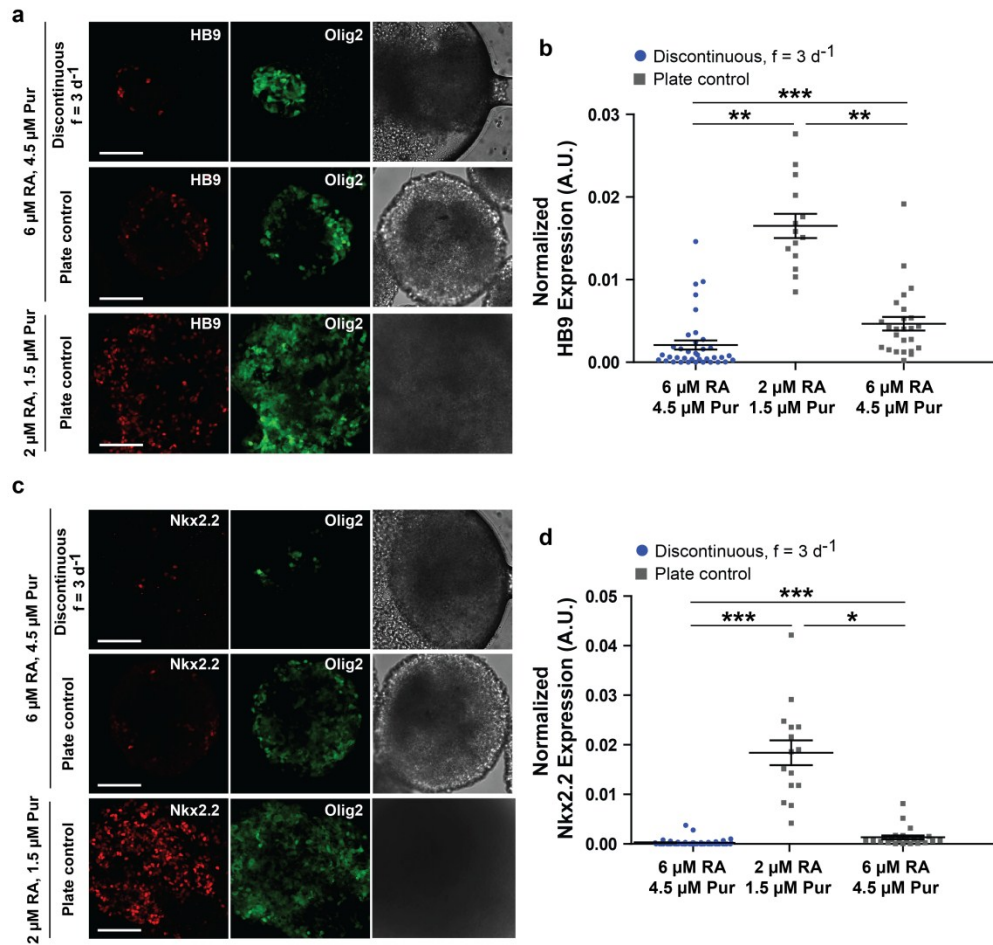 a
6 µM RA, 4.5 µM Pur
Discontinuous
f = 3 d⁻¹
HB9
Olig2
Plate control
HB9
Olig2
2 µM RA, 1.5 µM Pur
Plate control
HB9
Olig2
b
Discontinuous, f = 3 d⁻¹
Plate control
***
**
**
Normalized
HB9 Expression (A.U.)
0.03
0.02
0.01
0.00
6 µM RA
4.5 µM Pur
2 µM RA
1.5 µM Pur
6 µM RA
4.5 µM Pur
c
6 µM RA, 4.5 µM Pur
Discontinuous
f = 3 d⁻¹
Nkx2.2
Olig2
Plate control
Nkx2.2
Olig2
2 µM RA, 1.5 µM Pur
Plate control
Nkx2.2
Olig2
d
Discontinuous, f = 3 d⁻¹
Plate control
***
***
*
Normalized
Nkx2.2 Expression (A.U.)
0.05
0.04
0.03
0.02
0.01
0.00
6 µM RA
4.5 µM Pur
2 µM RA
1.5 µM Pur
6 µM RA
4.5 µM Pur